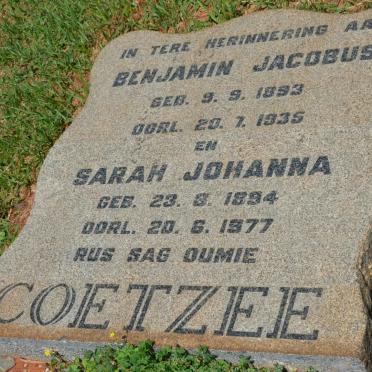 IN TERE HERINNERING AAN
BENJAMIN JACOBUS
GEB. 9. 9. 1893
OORL. 20. 7. 1935
EN
SARAH JOHANNA
GEB. 23. 8. 1894
OORL. 20. 6. 1977
RUS SAG OUMIE
COETZEE